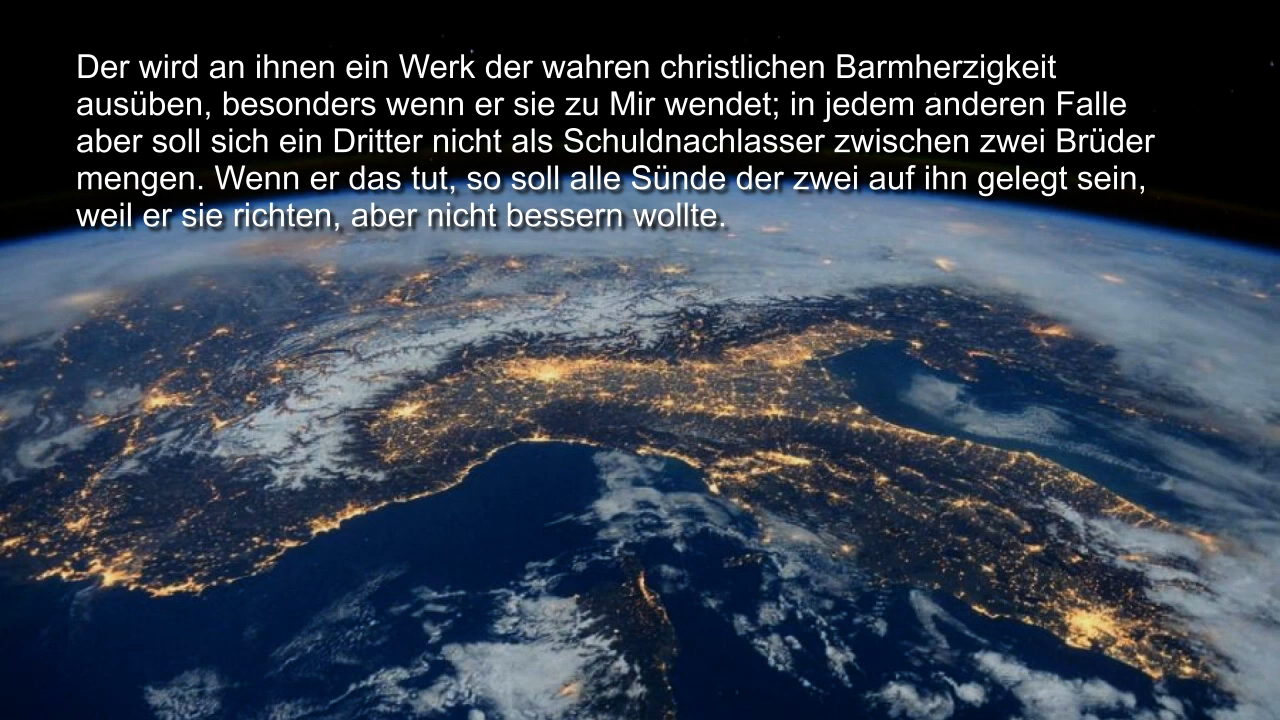 Der wird an ihnen ein Werk der wahren christlichen Barmherzigkeit
ausüben, besonders wenn er sie zu Mir wendet; in jedem anderen Falle
aber soll sich ein Dritter nicht als Schuldnachlasser zwischen zwei Brüder
mengen. Wenn er das tut, so soll alle Sünde der zwei auf ihn gelegt sein,
weil er sie richten, aber nicht bessern wollte.